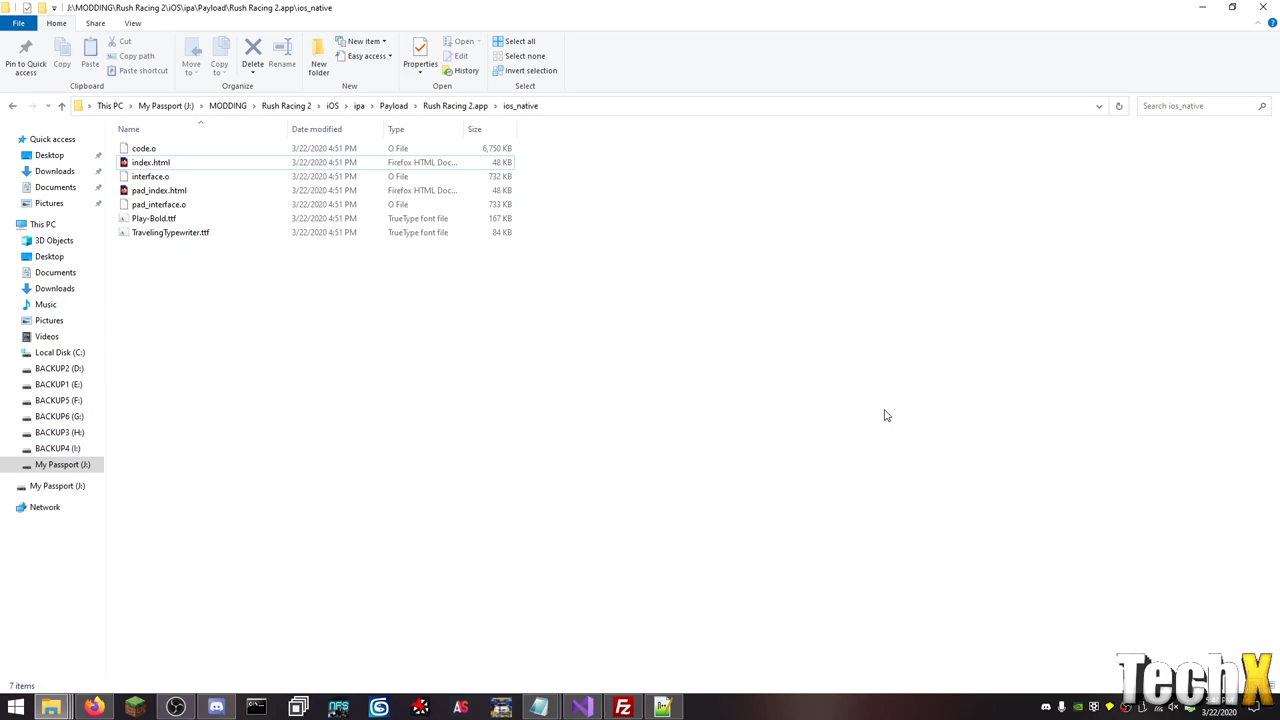 J:\MODDING\Rush Racing 2\iOS\ipa\Payload\Rush Racing 2.app\ios_native
File Home Share View
Pin to Quick access
Copy
Paste
Cut
Copy path
Paste shortcut
Clipboard
Move to
Copy to
Delete
Rename
Organize
New folder
New item
Easy access
New
Properties
Open
Edit
History
Open
Select all
Select none
Invert selection
Select
This PC > My Passport (J:) > MODDING > Rush Racing 2 > iOS > ipa > Payload > Rush Racing 2.app > ios_native
Search ios_native
Name Date modified Type Size
code.o 3/22/2020 4:51 PM O File 6,750 KB
index.html 3/22/2020 4:51 PM Firefox HTML Doc... 48 KB
interface.o 3/22/2020 4:51 PM O File 732 KB
pad_index.html 3/22/2020 4:51 PM Firefox HTML Doc... 48 KB
pad_interface.o 3/22/2020 4:51 PM O File 733 KB
Play-Bold.ttf 3/22/2020 4:51 PM TrueType font file 167 KB
TravelingTypewriter.ttf 3/22/2020 4:51 PM TrueType font file 84 KB
Quick access
Desktop
Downloads
Documents
Pictures
This PC
3D Objects
Desktop
Documents
Downloads
Music
Pictures
Videos
Local Disk (C:)
BACKUP2 (D:)
BACKUP1 (E:)
BACKUP5 (F:)
BACKUP6 (G:)
BACKUP3 (H:)
BACKUP4 (I:)
My Passport (J:)
My Passport (J:)
Network
7 items
TechX
3/22/2020